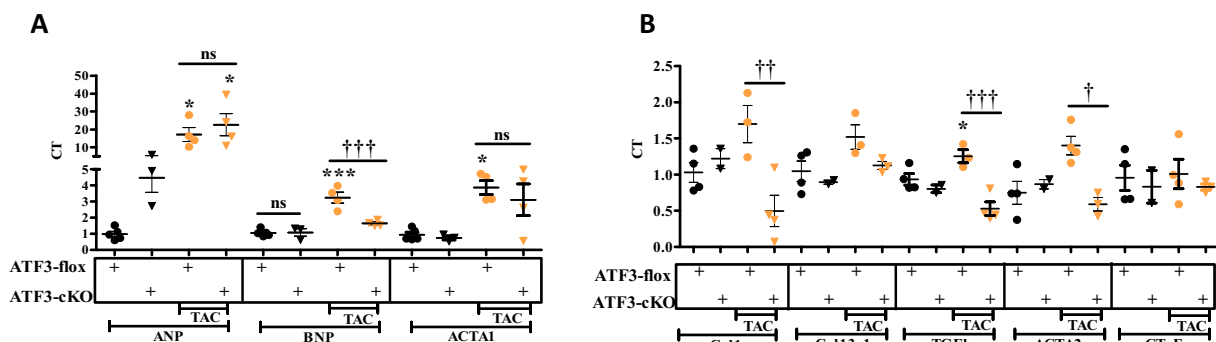 A
B
ns
50
40
30
20
10
5
4
3
2
1
0
CT
*
*
ns
***
†††
*
ns
2.5
2.0
1.5
1.0
0.5
0.0
CT
††
*
†††
†
ATF3-flox + + + + + +
ATF3-cKO + + + + + +
TAC TAC TAC
ANP BNP ACTA1
ATF3-flox + + + + + + + + + +
ATF3-cKO + + + + + + + + + +
TAC TAC TAC TAC TAC